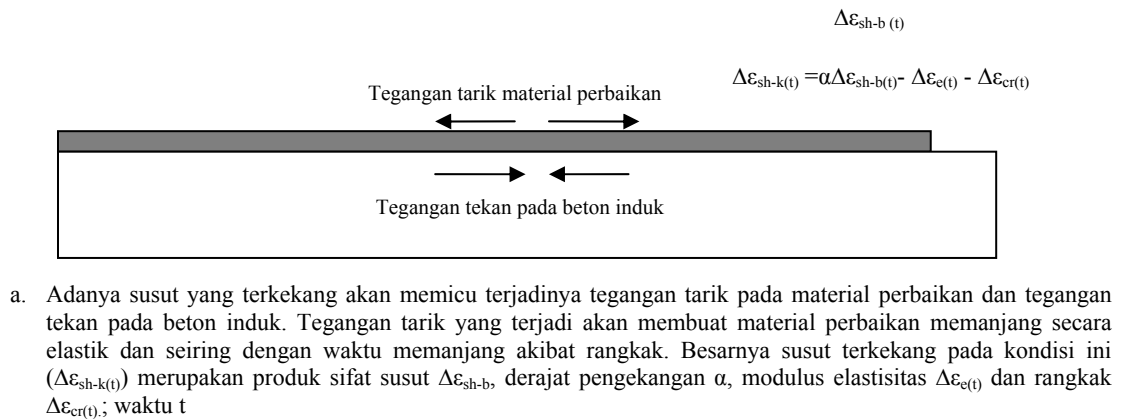 Δεsh-b (t)
Δεsh-k(t) =αΔεsh-b(t)- Δεe(t) - Δεcr(t)
Tegangan tarik material perbaikan
Tegangan tekan pada beton induk
a. Adanya susut yang terkekang akan memicu terjadinya tegangan tarik pada material perbaikan dan tegangan
tekan pada beton induk. Tegangan tarik yang terjadi akan membuat material perbaikan memanjang secara
elastik dan seiring dengan waktu memanjang akibat rangkak. Besarnya susut terkekang pada kondisi ini
(Δεsh-k(t)) merupakan produk sifat susut Δεsh-b, derajat pengekangan α, modulus elastisitas Δεe(t) dan rangkak
Δεcr(t).; waktu t